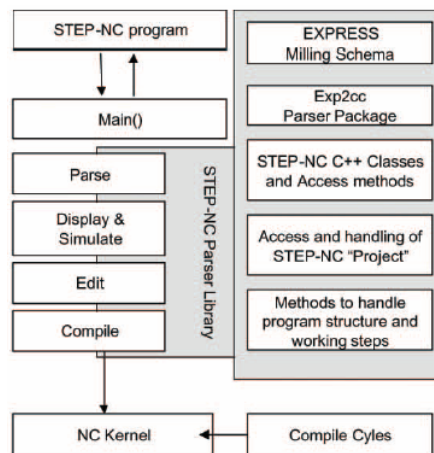 STEP-NC program
Main()
Parse
Display &
Simulate
Edit
Compile
NC Kernel
STEP-NC Parser Library
EXPRESS
Milling Schema
Exp2cc
Parser Package
STEP-NC C++ Classes
and Access methods
Access and handling of
STEP-NC "Project"
Methods to handle
program structure and
working steps
Compile Cyles